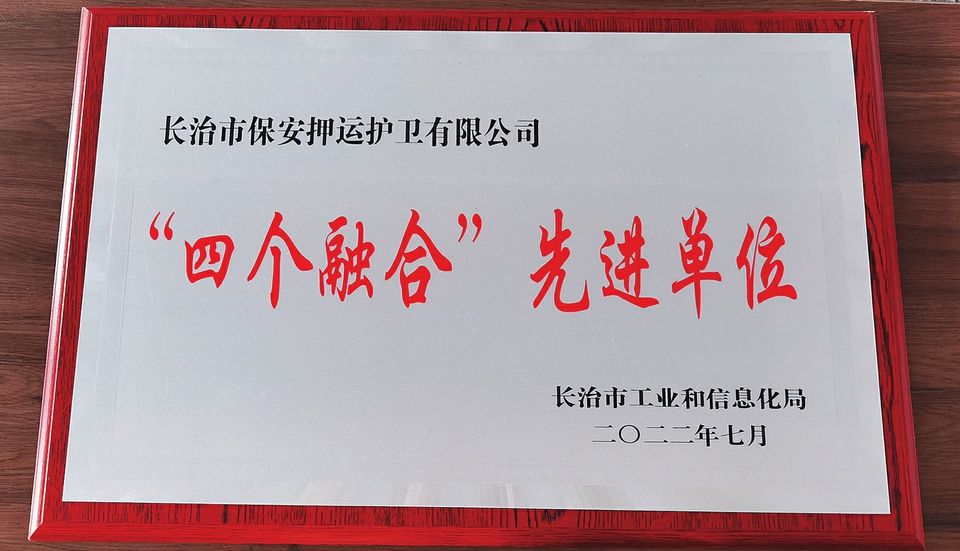 长治市保安押运护卫有限公司
“四个融合”先进单位
长治市工业和信息化局
二〇二二年七月